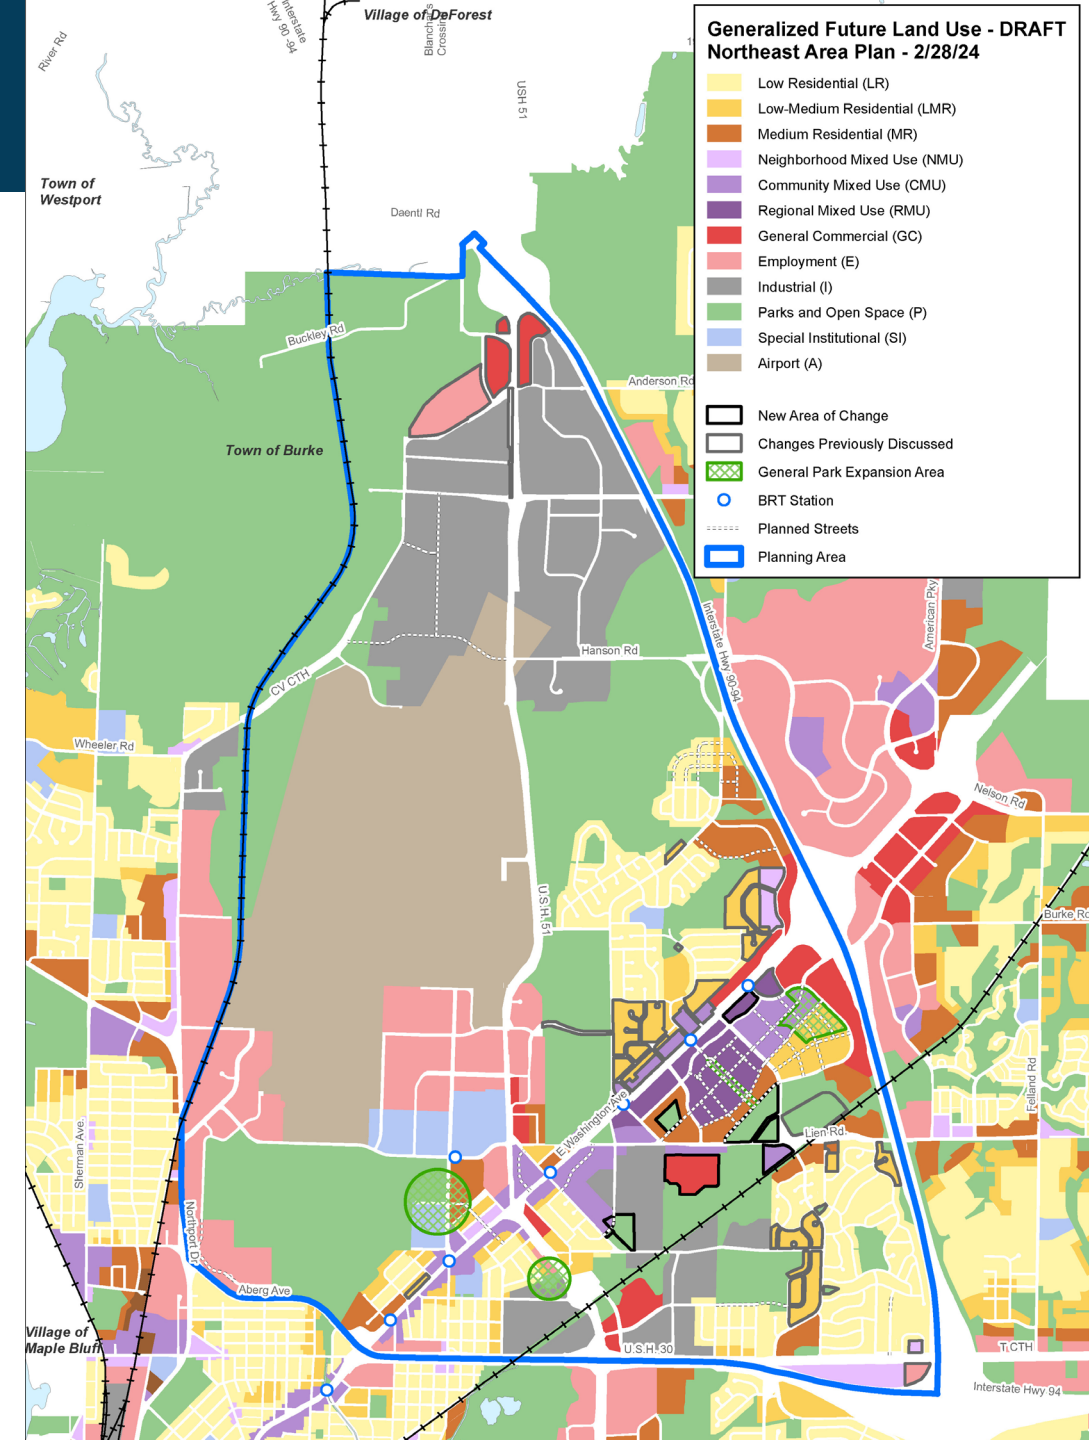 Village of DeForest
Interstate
Hwy 90 -94
River Rd
Crossing
USH 51
Town of
Westport
Daentl Rd
Buckley Rd
Town of Burke
Anderson Rd
Generalized Future Land Use - DRAFT
Northeast Area Plan - 2/28/24
Low Residential (LR)
Low-Medium Residential (LMR)
Medium Residential (MR)
Neighborhood Mixed Use (NMU)
Community Mixed Use (CMU)
Regional Mixed Use (RMU)
General Commercial (GC)
Employment (E)
Industrial (I)
Parks and Open Space (P)
Special Institutional (SI)
Airport (A)
New Area of Change
Changes Previously Discussed
General Park Expansion Area
BRT Station
Planned Streets
Planning Area
Interstate Hwy 90-94
American Pky
Hanson Rd
CV CTH
Wheeler Rd
Nelson Rd
U.S.H. 51
Burke Rd
Felland Rd
Sherman Ave.
E Washington Ave
Lien Rd
Northport Dr
Aberg Ave
Village of
Maple Bluff
U.S.H. 30
T CTH
Interstate Hwy 94